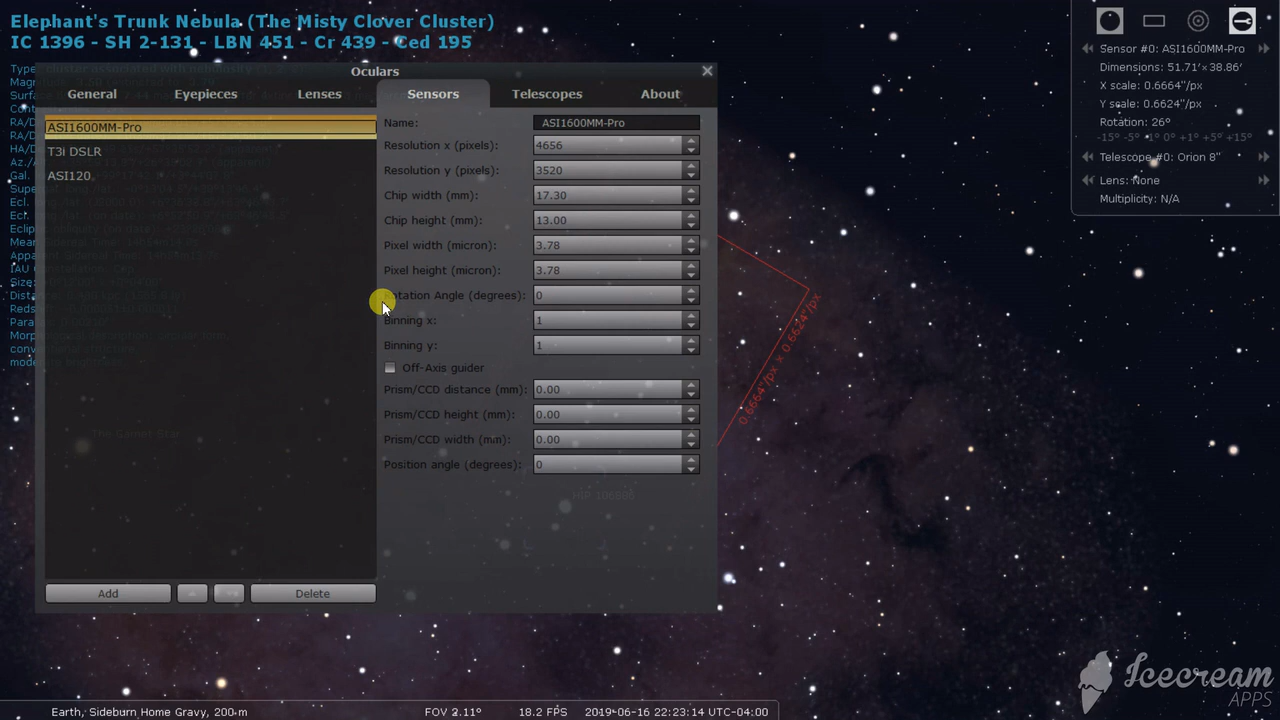 Elephant's Trunk Nebula (The Misty Clover Cluster)
IC 1396 - SH 2-131 - LBN 451 - Cr 439 - Ced 195
Oculars
General
Eyepieces
Lenses
Sensors
Telescopes
About
ASI1600MM-Pro
T3i DSLR
ASI120
Name: ASI1600MM-Pro
Resolution x (pixels): 4656
Resolution y (pixels): 3520
Chip width (mm): 17.30
Chip height (mm): 13.00
Pixel width (micron): 3.78
Pixel height (micron): 3.78
Rotation Angle (degrees): 0
Binning x: 1
Binning y: 1
Off-Axis guider
Prism/CCD distance (mm): 0.00
Prism/CCD height (mm): 0.00
Prism/CCD width (mm): 0.00
Position angle (degrees): 0
HIP 106886
The Garnet Star
Add
Delete
Sensor #0: ASI1600MM-Pro
Dimensions: 51.71'×38.86'
X scale: 0.6664"/px
Y scale: 0.6624"/px
Rotation: 26°
-15° -5° -1° 0° +1° +5° +15°
Telescope #0: Orion 8"
Lens: None
Multiplicity: N/A
0.6664"/px × 0.6624"/px
Earth, Sideburn Home Gravy, 200 m
FOV 2.11°
18.2 FPS
2019-06-16 22:23:14 UTC-04:00
Icecream
APPS